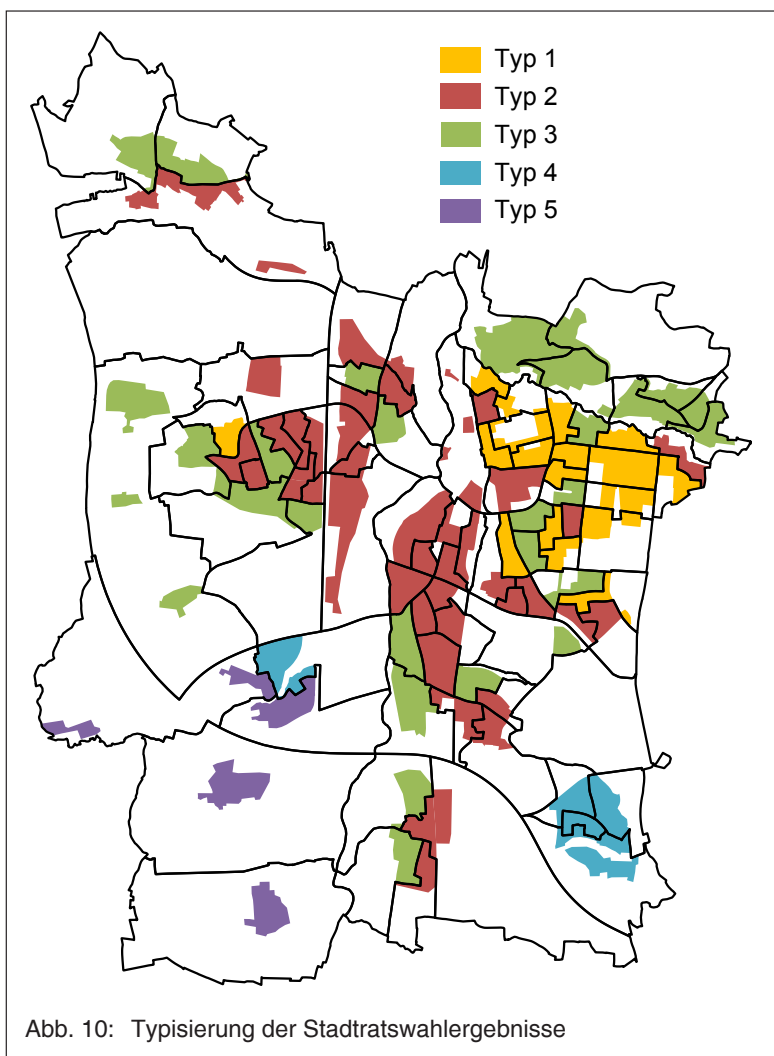 Typ 1
Typ 2
Typ 3
Typ 4
Typ 5
Abb. 10: Typisierung der Stadtratswahlergebnisse